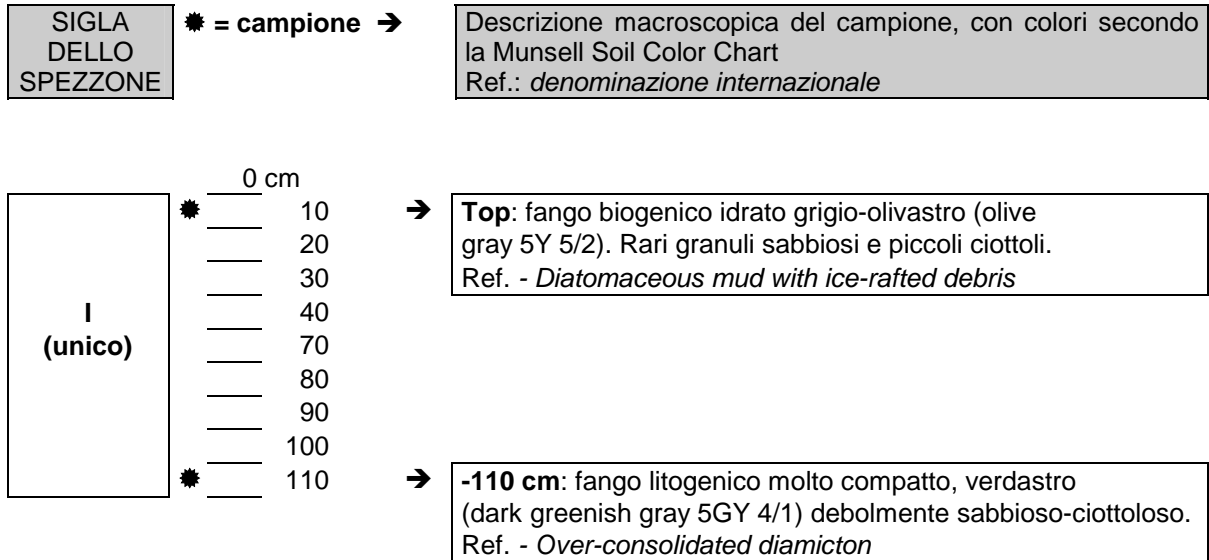 SIGLA
DELLO
SPEZZONE
= campione ➔
Descrizione macroscopica del campione, con colori secondo
la Munsell Soil Color Chart
Ref.: denominazione internazionale
0 cm
10
20
30
40
70
80
90
100
110
I
(unico)
➔ Top: fango biogenico idrato grigio-olivastro (olive
gray 5Y 5/2). Rari granuli sabbiosi e piccoli ciottoli.
Ref. - Diatomaceous mud with ice-rafted debris
➔ -110 cm: fango litogenico molto compatto, verdastro
(dark greenish gray 5GY 4/1) debolmente sabbioso-ciottoloso.
Ref. - Over-consolidated diamicton